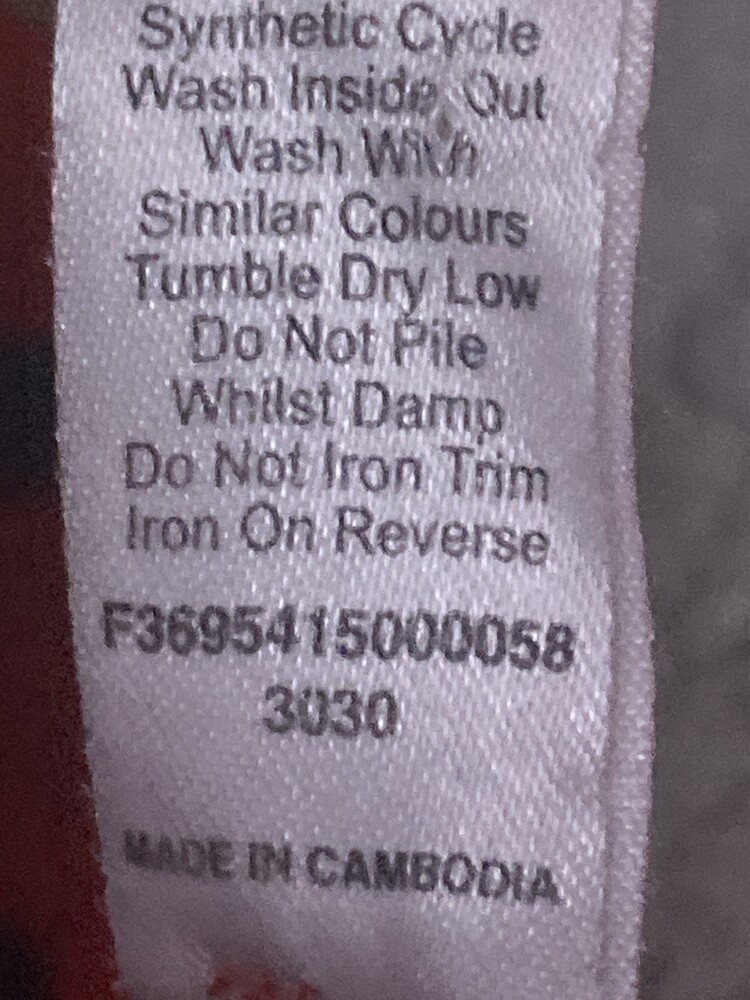 Synthetic Cycle
Wash Inside Out
Wash With
Similar Colours
Tumble Dry Low
Do Not Pile
Whilst Damp
Do Not Iron Trim
Iron On Reverse
F3695415000058
3030
MADE IN CAMBODIA